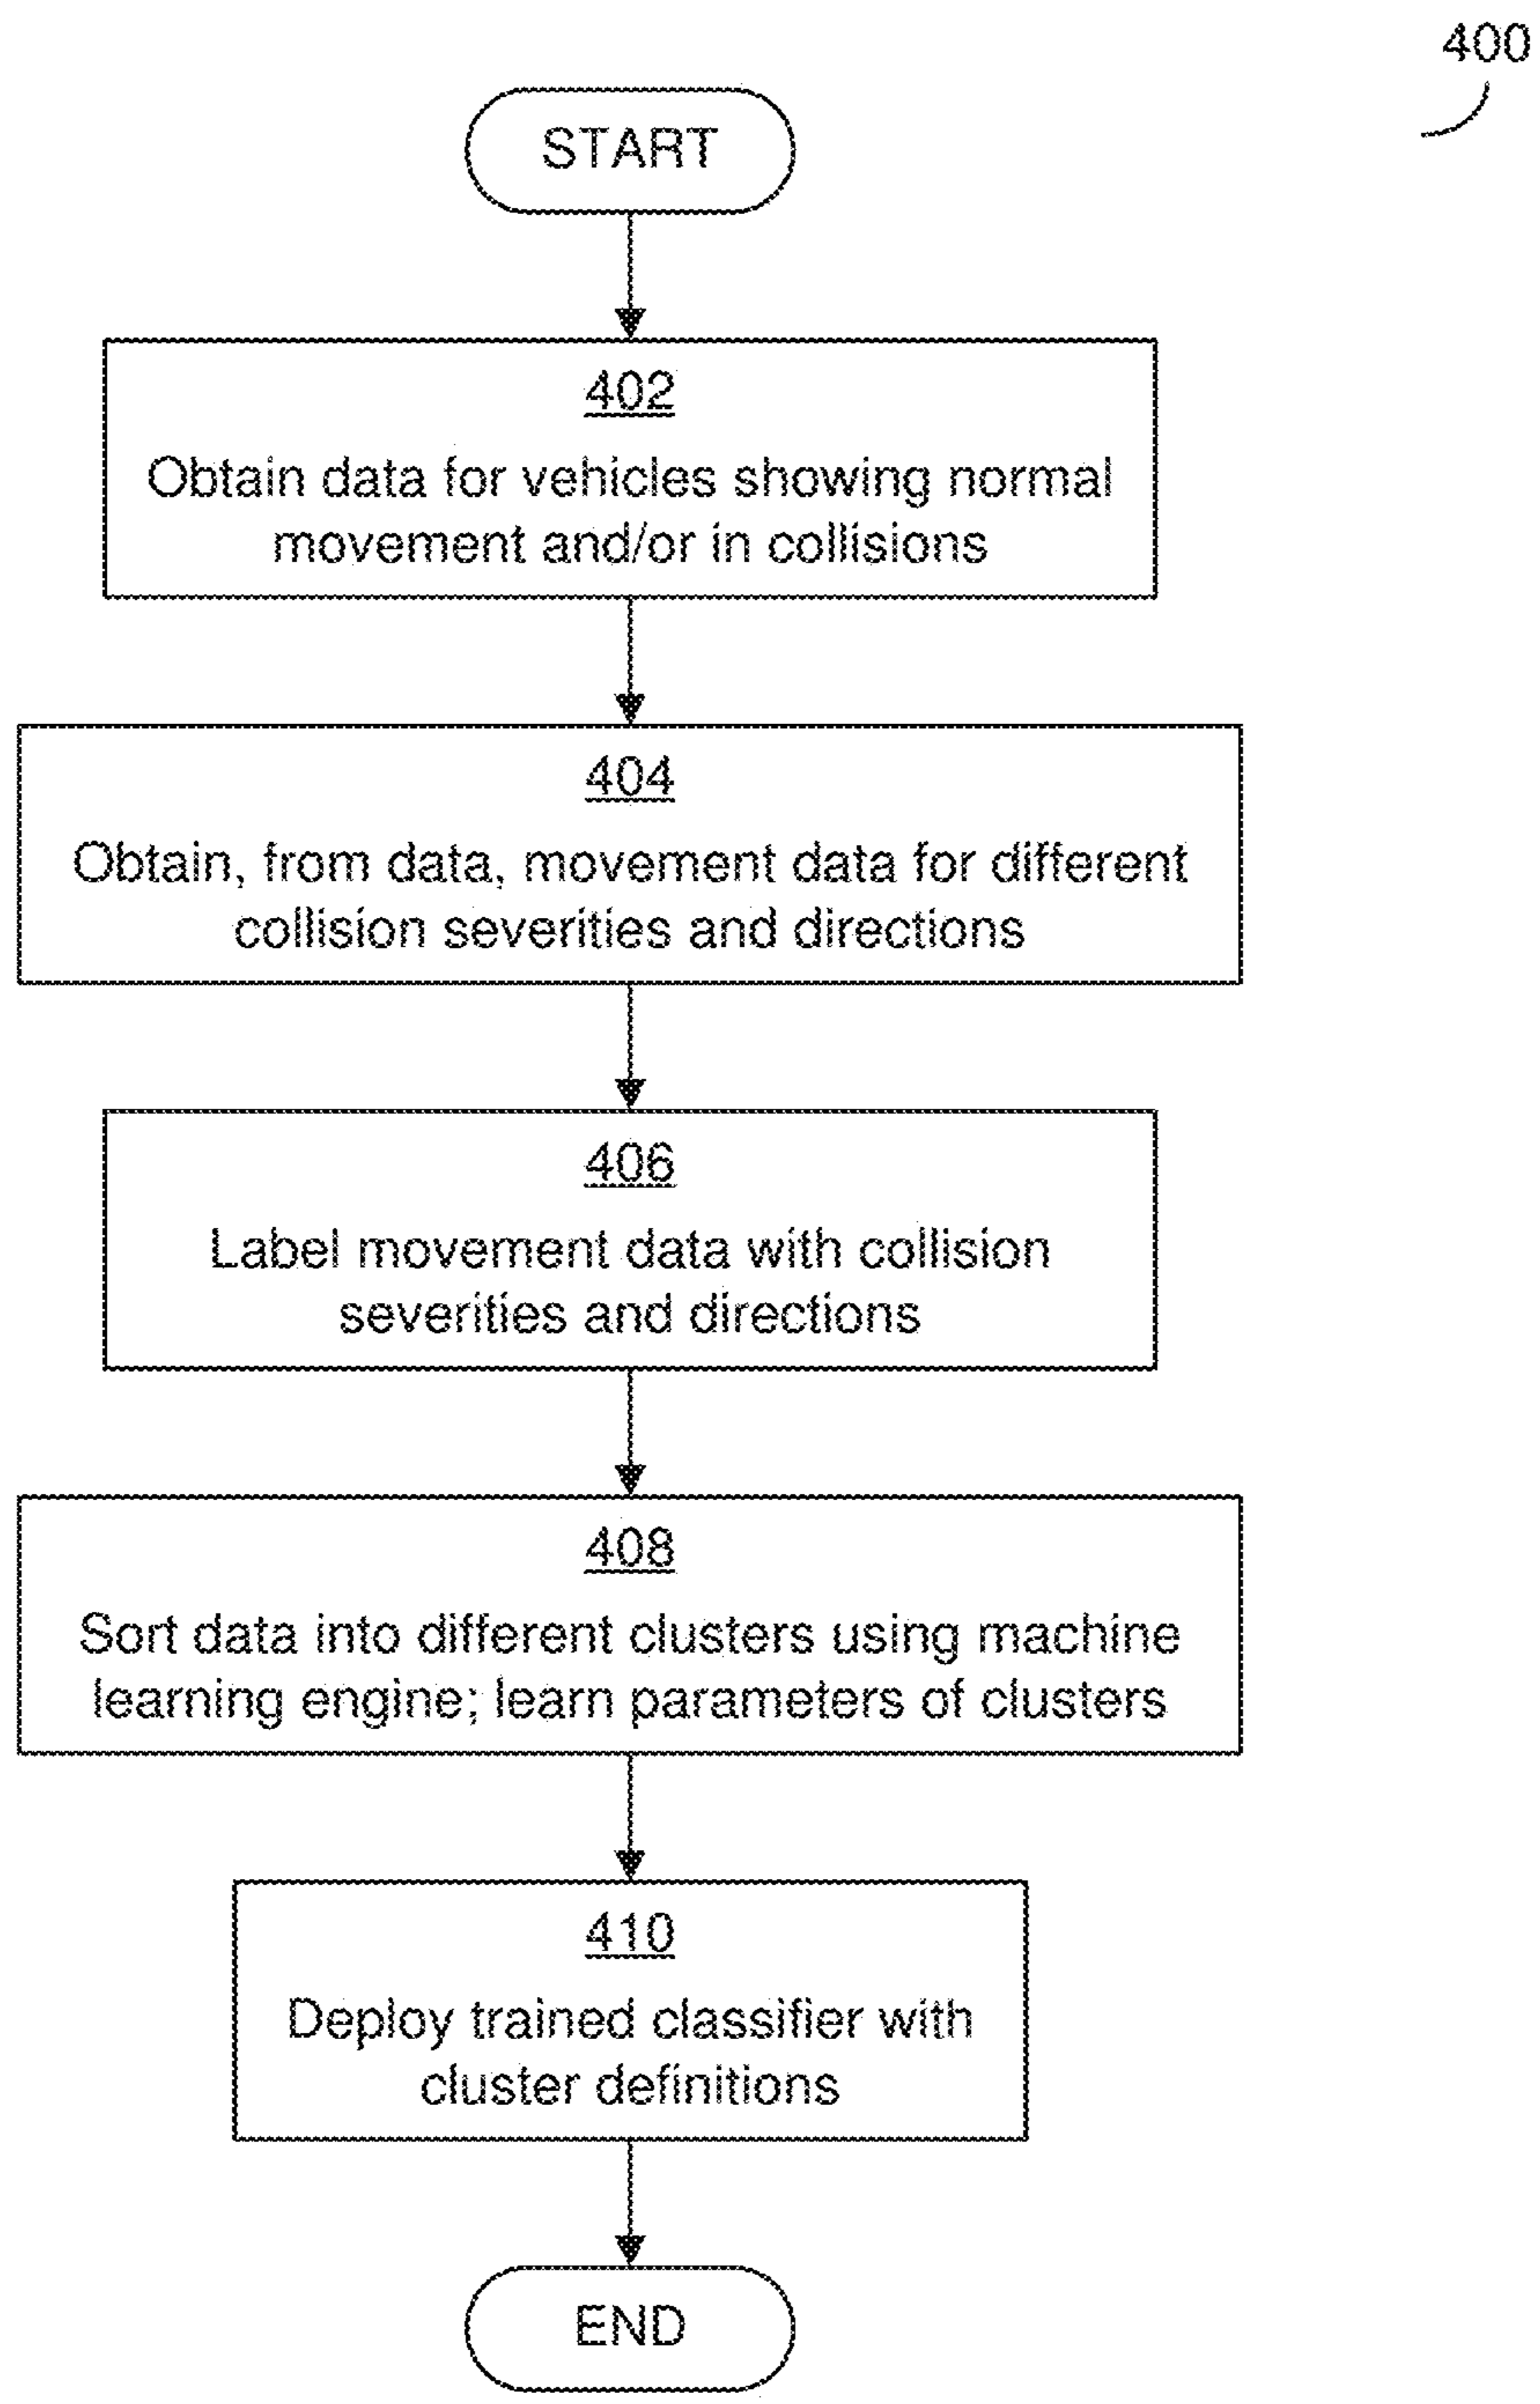 400
START
402
Obtain data for vehicles showing normal
movement and/or in collisions
404
Obtain, from data, movement data for different
collision severities and directions
406
Label movement data with collision
severities and directions
408
Sort data into different clusters using machine
learning engine; learn parameters of clusters
410
Deploy trained classifier with
cluster definitions
END